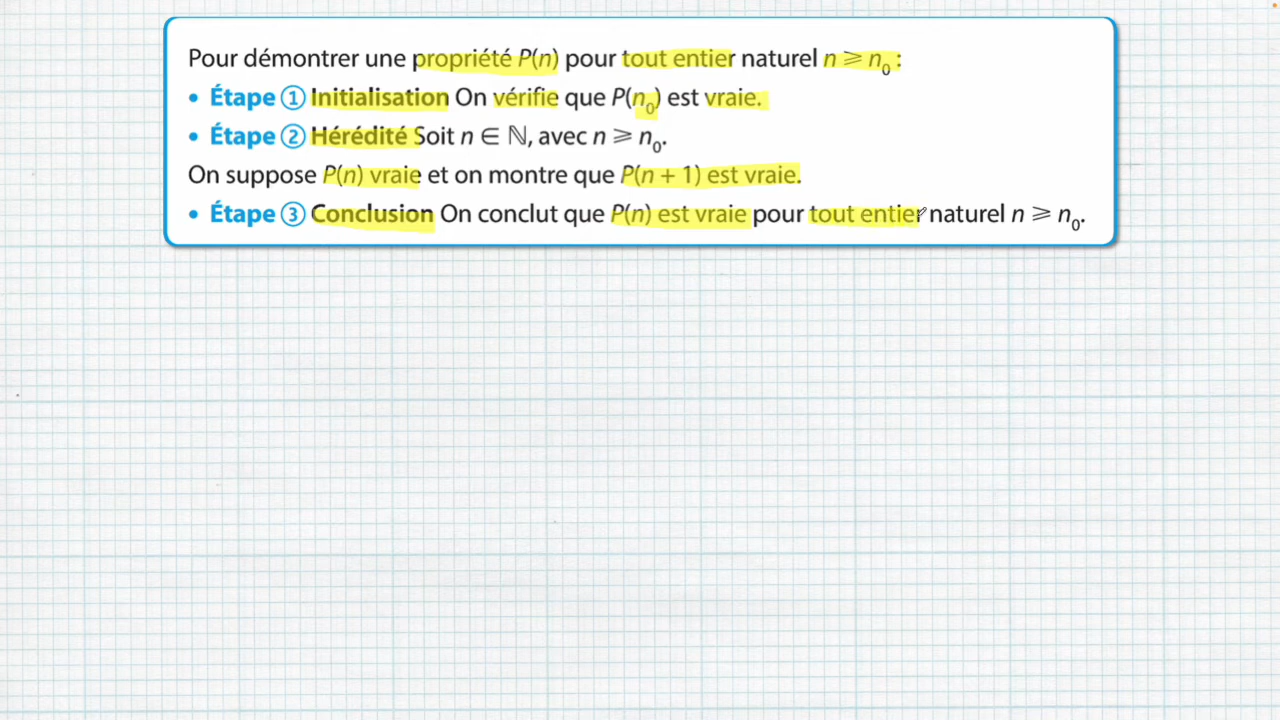 Pour démontrer une propriété P(n) pour tout entier naturel n ⩾ n₀ :
• Étape ① Initialisation On vérifie que P(n₀) est vraie.
• Étape ② Hérédité Soit n ∈ ℕ, avec n ⩾ n₀.
On suppose P(n) vraie et on montre que P(n + 1) est vraie.
• Étape ③ Conclusion On conclut que P(n) est vraie pour tout entier naturel n ⩾ n₀.